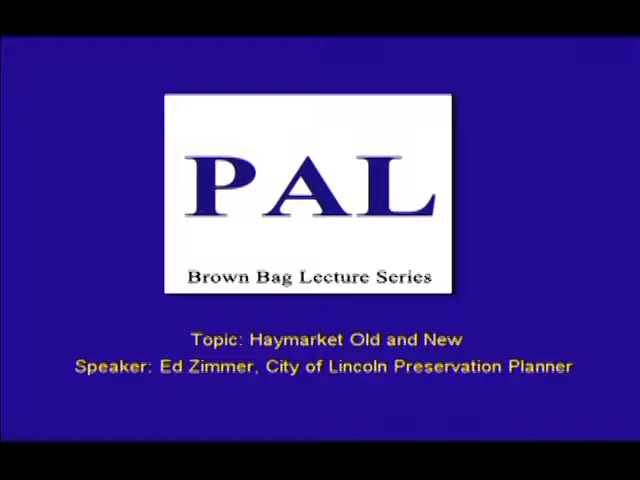 PAL
Brown Bag Lecture Series
Topic: Haymarket Old and New
Speaker: Ed Zimmer, City of Lincoln Preservation Planner